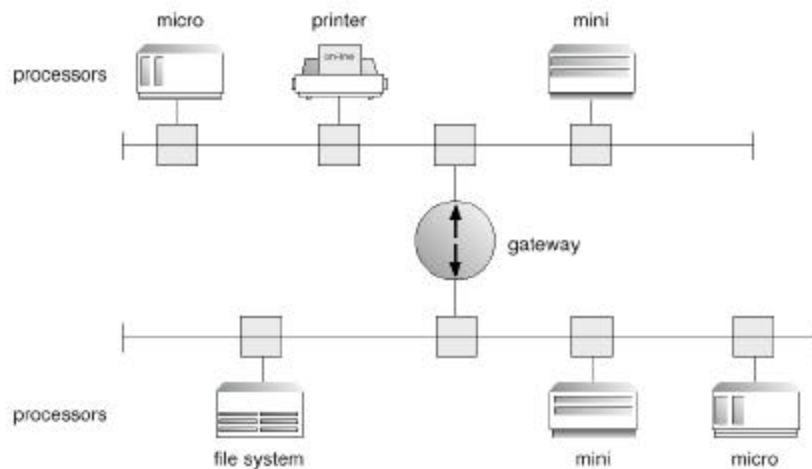 micro
printer
mini
on-line
processors
gateway
processors
file system
mini
micro